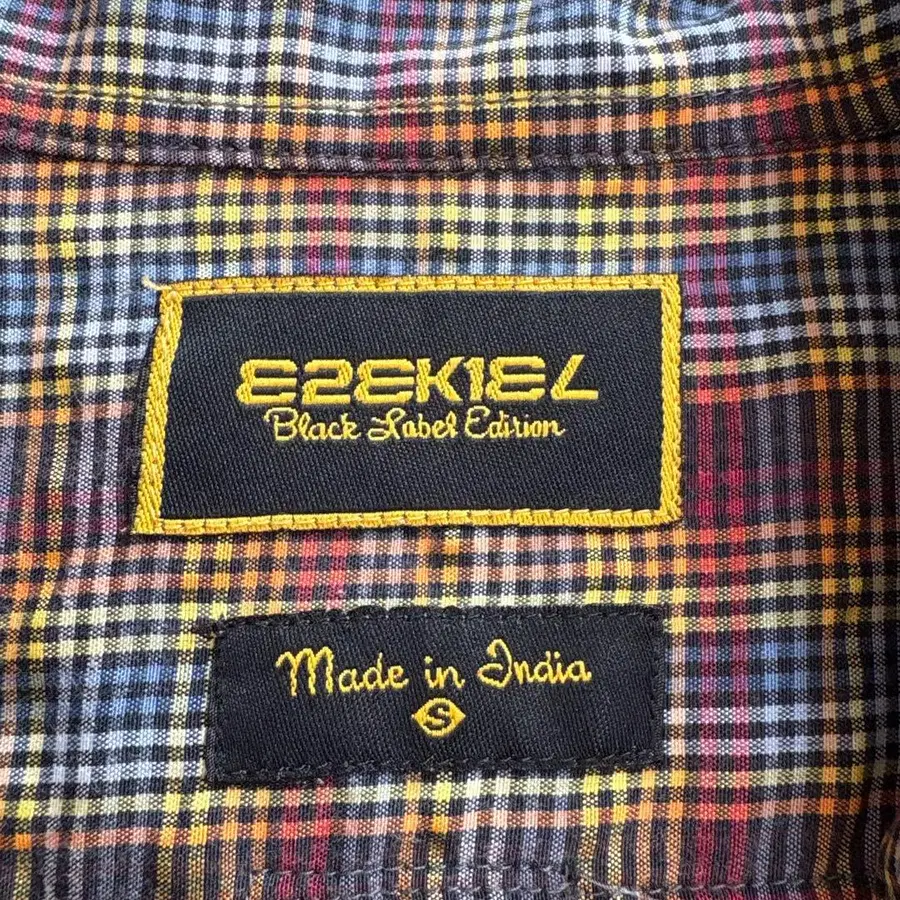 EZEKIEL
Black Label Edition
Made in India
S